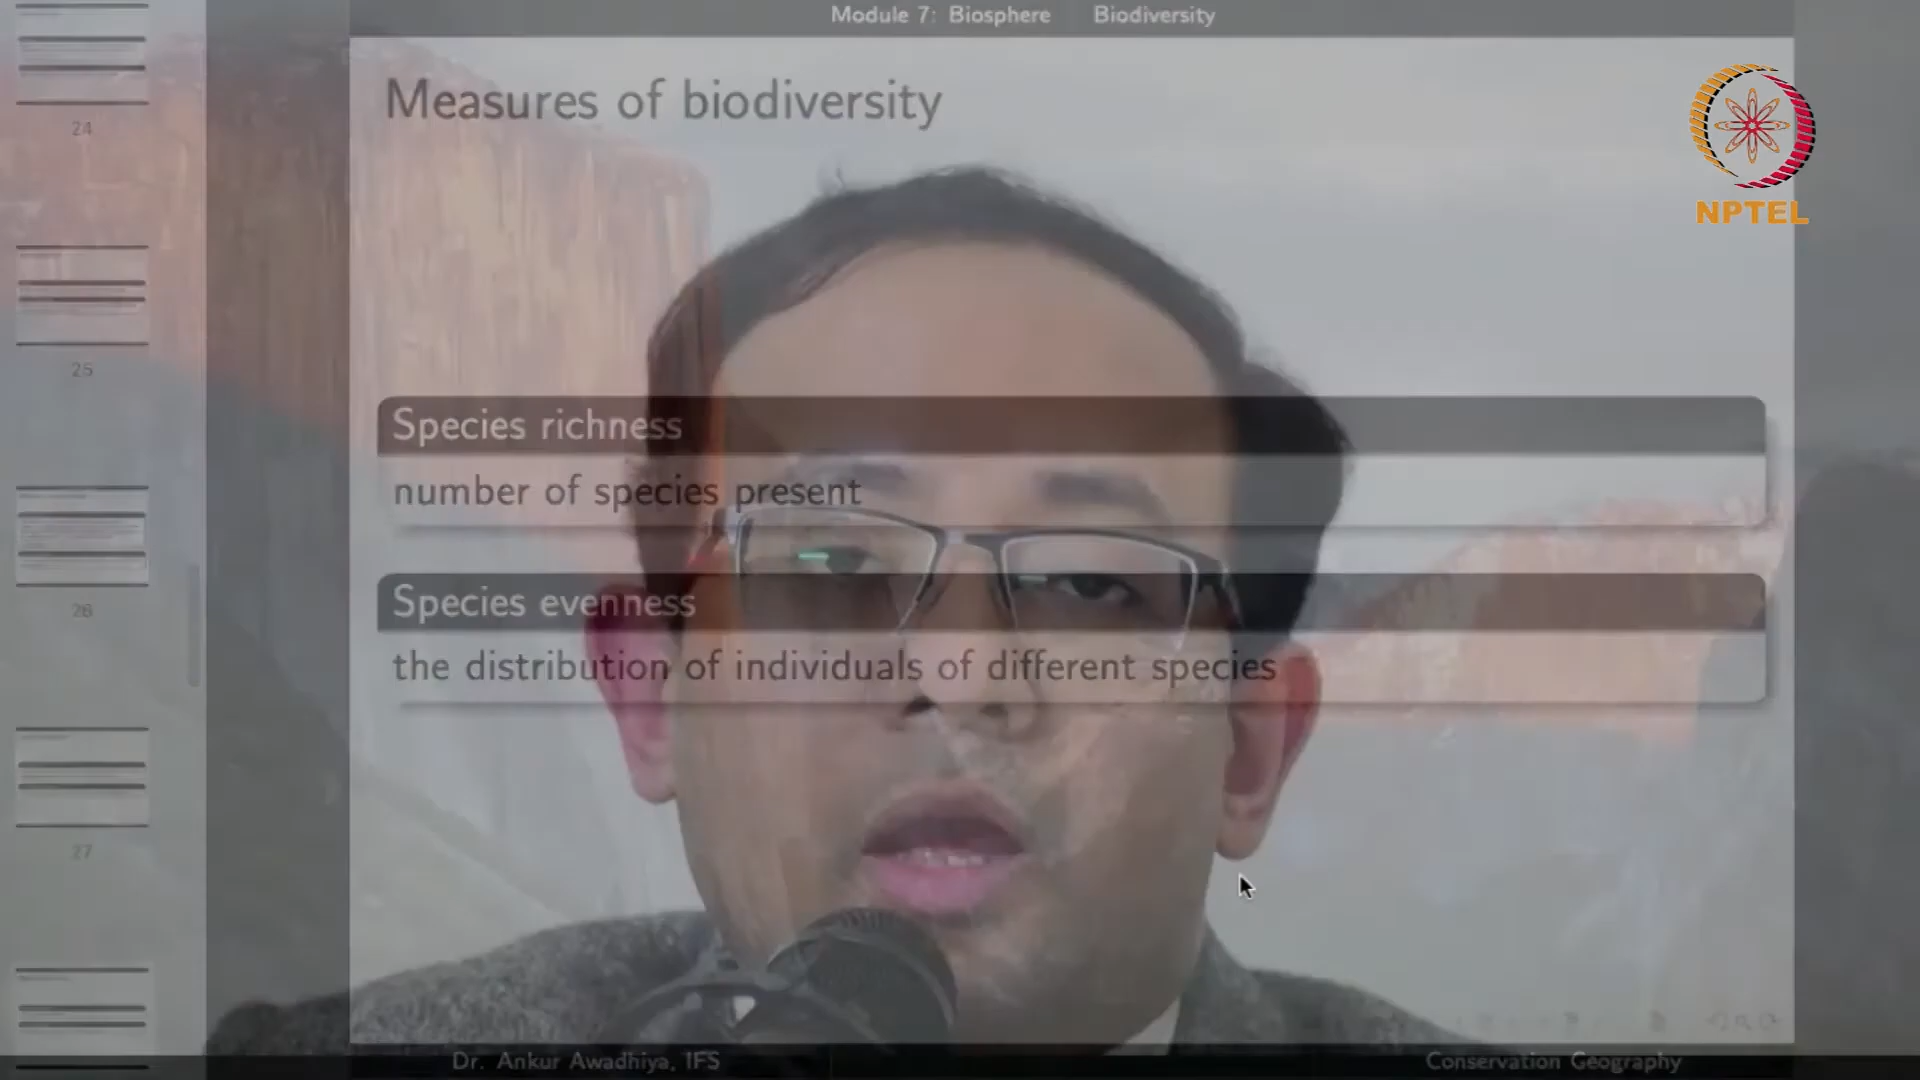 Module 7: Biosphere Biodiversity
Measures of biodiversity
NPTEL
24
Species richness
25
number of species present
Species evenness
26
the distribution of individuals of different species
27
Dr. Ankur Awadhiya, IFS Conservation Geography